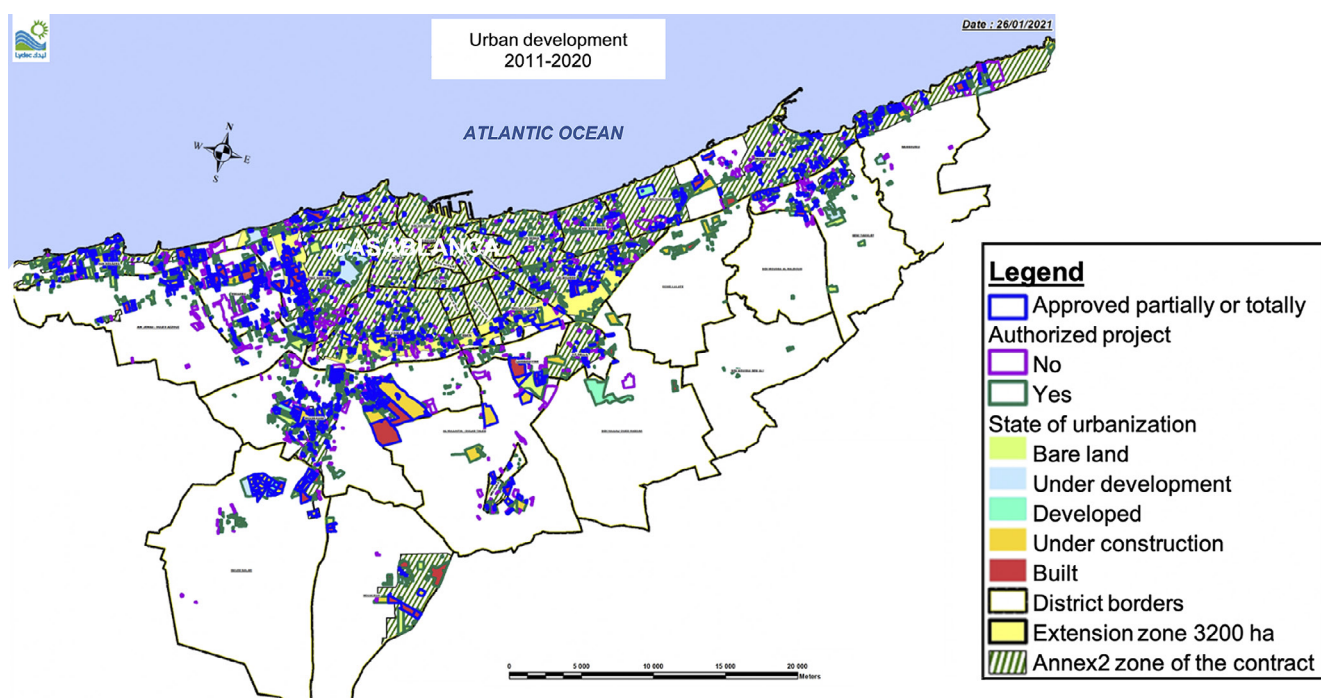 Lydec ليدك
Urban development
2011-2020
Date : 26/01/2021
ATLANTIC OCEAN
N
W
E
S
CASABLANCA
Legend
Approved partially or totally
Authorized project
No
Yes
State of urbanization
Bare land
Under development
Developed
Under construction
Built
District borders
Extension zone 3200 ha
Annex2 zone of the contract
0 5 000 10 000 15 000 20 000
Meters